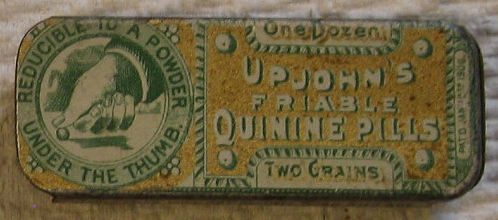 REDUCIBLE TO A POWDER
UNDER THE THUMB.
One Dozen.
UPJOHN'S
FRIABLE
QUININE PILLS
Two Grains.